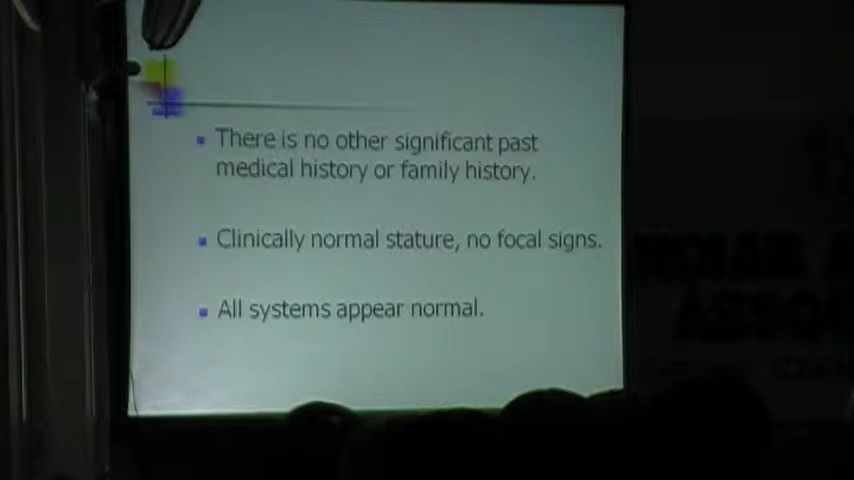 There is no other significant past
medical history or family history.
Clinically normal stature, no focal signs.
All systems appear normal.